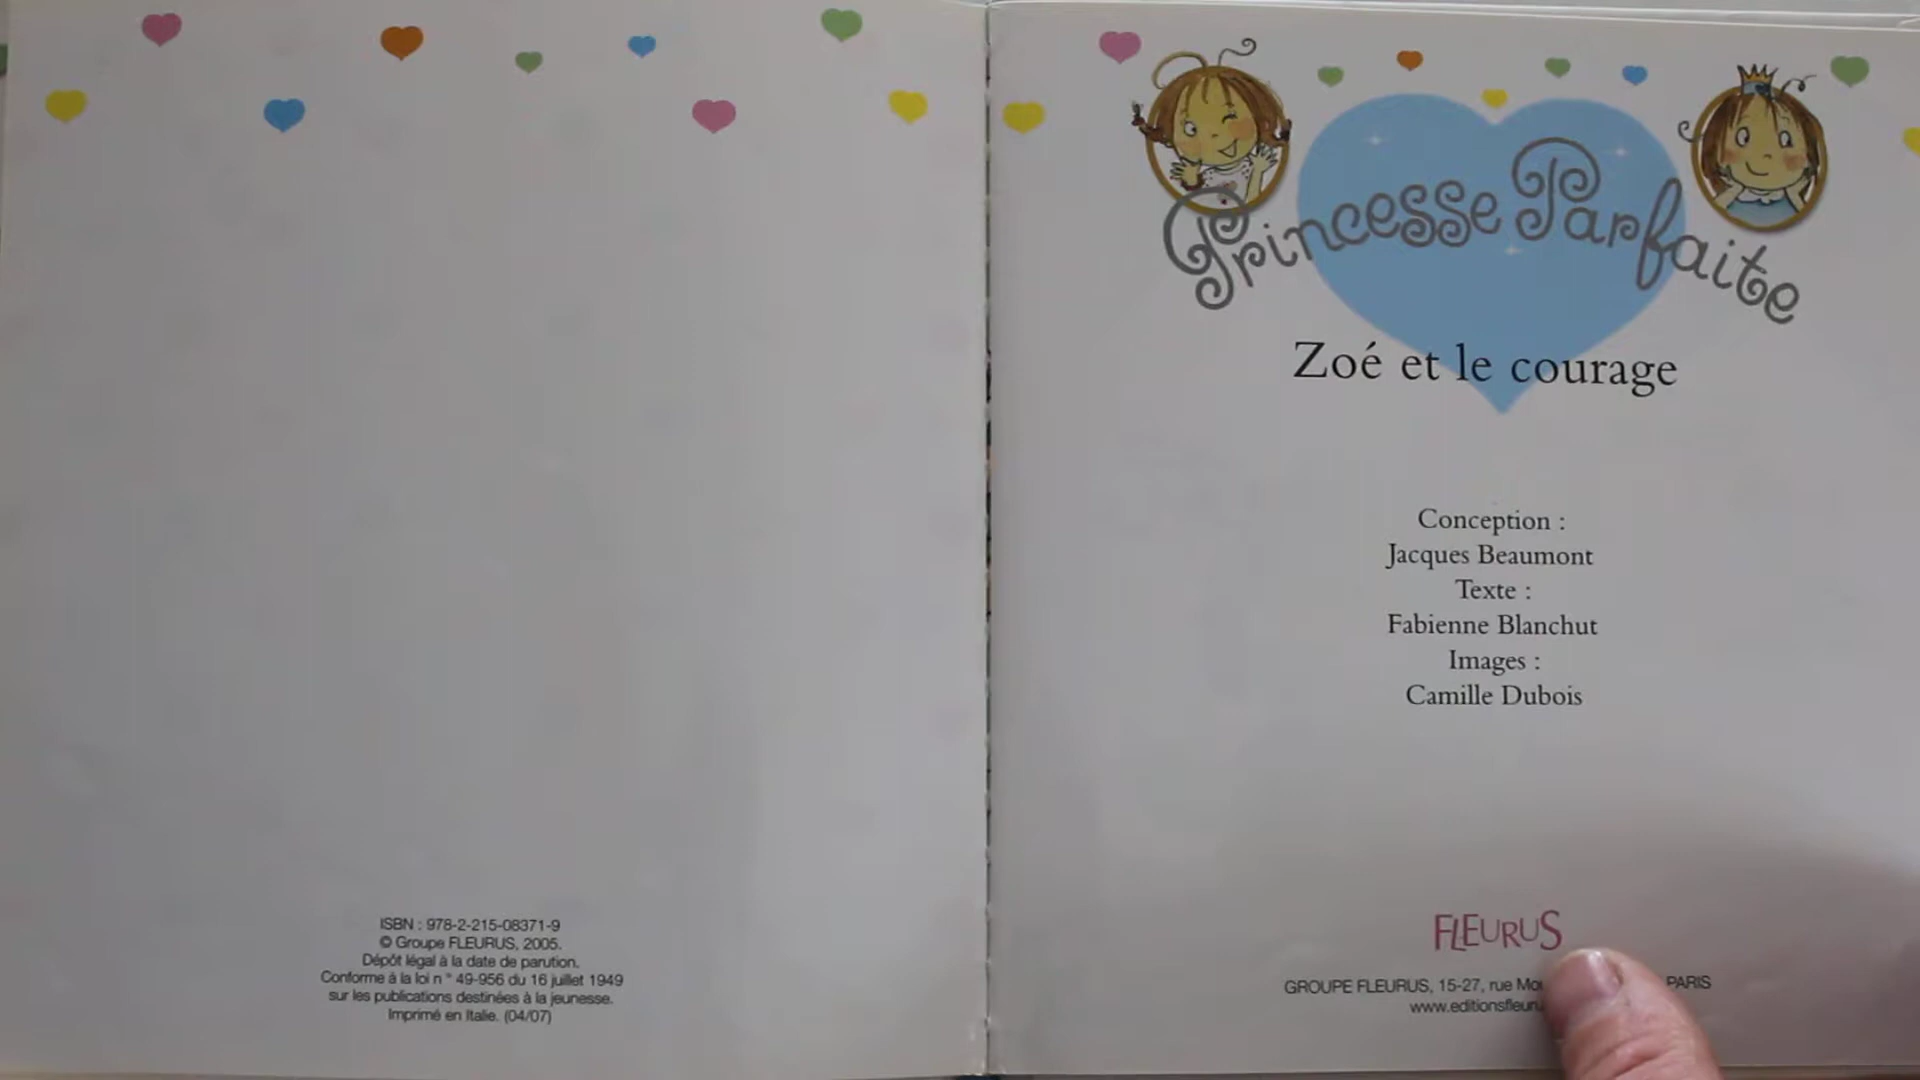 ISBN : 978-2-215-08371-9
© Groupe FLEURUS, 2005.
Dépôt légal à la date de parution.
Conforme à la loi n° 49-956 du 16 juillet 1949
sur les publications destinées à la jeunesse.
Imprimé en Italie. (04/07)
Princesse Parfaite
Zoé et le courage
Conception :
Jacques Beaumont
Texte :
Fabienne Blanchut
Images :
Camille Dubois
FLEURUS
GROUPE FLEURUS, 15-27, rue PARIS